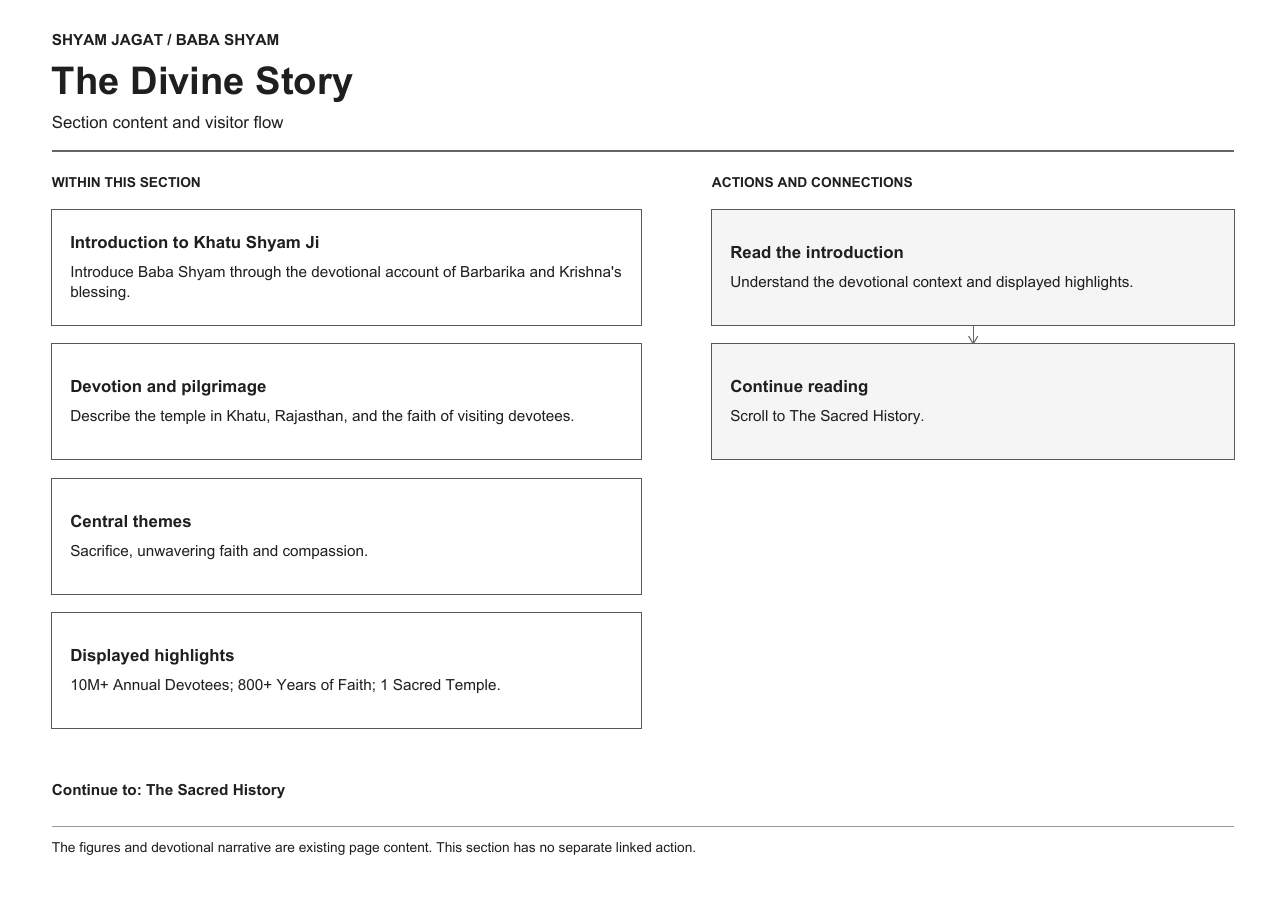 SHYAM JAGAT / BABA SHYAM
The Divine Story
Section content and visitor flow
WITHIN THIS SECTION
Introduction to Khatu Shyam Ji
Introduce Baba Shyam through the devotional account of Barbarika and Krishna's
blessing.
Devotion and pilgrimage
Describe the temple in Khatu, Rajasthan, and the faith of visiting devotees.
Central themes
Sacrifice, unwavering faith and compassion.
Displayed highlights
10M+ Annual Devotees; 800+ Years of Faith; 1 Sacred Temple.
ACTIONS AND CONNECTIONS
Read the introduction
Understand the devotional context and displayed highlights.
Continue reading
Scroll to The Sacred History.
Continue to: The Sacred History
The figures and devotional narrative are existing page content. This section has no separate linked action.